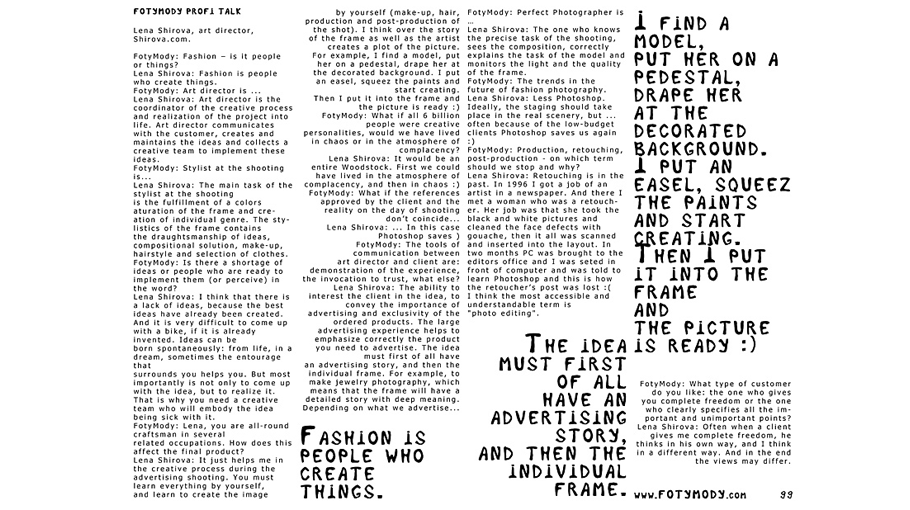 FOTYMODY PROFI TALK
Lena Shirova, art director,
Shirova.com.
FotyMody: Fashion – is it people
or things?
Lena Shirova: Fashion is people
who create things.
FotyMody: Art director is ...
Lena Shirova: Art director is the
coordinator of the creative process
and realization of the project into
life. Art director communicates
with the customer, creates and
maintains the ideas and collects a
creative team to implement these
ideas.
FotyMody: Stylist at the shooting
is...
Lena Shirova: The main task of the
stylist at the shooting
is the fulfillment of a colors
aturation of the frame and cre-
ation of individual genre. The sty-
listics of the frame contains
the draughtsmanship of ideas,
compositional solution, make-up,
hairstyle and selection of clothes.
FotyMody: Is there a shortage of
ideas or people who are ready to
implement them (or perceive) in
the word?
Lena Shirova: I think that there is
a lack of ideas, because the best
ideas have already been created.
And it is very difficult to come up
with a bike, if it is already
invented. Ideas can be
born spontaneously: from life, in a
dream, sometimes the entourage
that
surrounds you helps. But most
importantly is not only to come up
with the idea, but to realize it.
That is why you need a creative
team who will embody the idea
being sick with it.
FotyMody: Lena, you are all-round
craftsman in several
related occupations. How does this
affect the final product?
Lena Shirova: It just helps me in
the creative process during the
advertising shooting. You must
learn everything by yourself,
and learn to create the image
by yourself (make-up, hair,
production and post-production of
the shot). I think over the story
of the frame as well as the artist
creates a plot of the picture.
For example, I find a model, put
her on a pedestal, drape her at
the decorated background. I put
an easel, squeeze the paints and
start creating.
Then I put it into the frame and
the picture is ready :)
FotyMody: What if all 6 billion
people were creative
personalities, would we have lived
in chaos or in the atmosphere of
complacency?
Lena Shirova: It would be an
entire Woodstock. First we could
have lived in the atmosphere of
complacency, and then in chaos :)
FotyMody: What if the references
approved by the client and the
reality on the day of shooting
don't coincide...
Lena Shirova: ... In this case
Photoshop saves )
FotyMody: The tools of
communication between
art director and client are:
demonstration of the experience,
the invocation to trust, what else?
Lena Shirova: The ability to
interest the client in the idea, to
convey the importance of
advertising and exclusivity of the
ordered products. The large
advertising experience helps to
emphasize correctly the product
you need to advertise. The idea
must first of all have
an advertising story, and then the
individual frame. For example, to
make jewelry photography, which
means that the frame will have a
detailed story with deep meaning.
Depending on what we advertise...
FASHION IS
PEOPLE WHO
CREATE
THINGS.
FotyMody: Perfect Photographer is
...
Lena Shirova: The one who knows
the precise task of the shooting,
sees the composition, correctly
explains the task of the model and
monitors the light and the quality
of the frame.
FotyMody: The trends in the
future of fashion photography.
Lena Shirova: Less Photoshop.
Ideally, the staging should take
place in the real scenery, but ...
often because of the low-budget
clients Photoshop saves us again
:)
FotyMody: Production, retouching,
post-production - on which term
should we stop and why?
Lena Shirova: Retouching is in the
past. In 1996 I got a job of an
artist in a newspaper. And there I
met a woman who was a retouch-
er. Her job was that she took the
black and white pictures and
cleaned the face defects with
gouache, then it all was scanned
and inserted into the layout. In
two months PC was brought to the
editors office and I was seted in
front of computer and was told to
learn Photoshop and this is how
the retoucher's post was lost :(
I think the most accessible and
understandable term is
"photo editing".
THE IDEA
MUST FIRST
OF ALL
HAVE AN
ADVERTISING
STORY,
AND THEN THE
INDIVIDUAL
FRAME.
I FIND A
MODEL,
PUT HER ON A
PEDESTAL,
DRAPE HER
AT THE
DECORATED
BACKGROUND.
I PUT AN
EASEL, SQUEEZ
THE PAINTS
AND START
CREATING.
THEN I PUT
IT INTO THE
FRAME
AND
THE PICTURE
IS READY :)
FotyMody: What type of customer
do you like: the one who gives
you complete freedom or the one
who clearly specifies all the im-
portant and unimportant points?
Lena Shirova: Often when a client
gives me complete freedom, he
thinks in his own way, and I think
in a different way. And in the end
the views may differ.
www.FOTYMODY.com 99